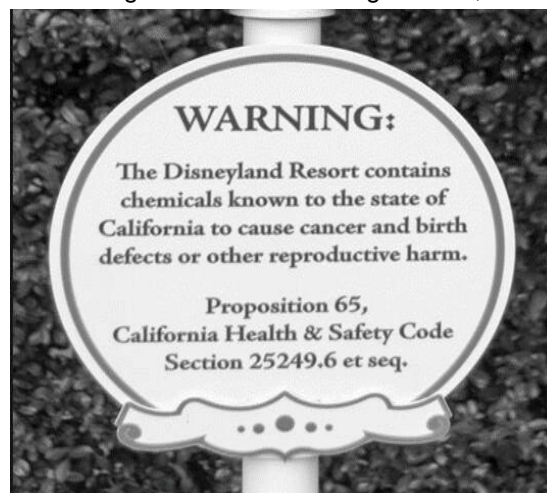 WARNING:
The Disneyland Resort contains
chemicals known to the state of
California to cause cancer and birth
defects or other reproductive harm.
Proposition 65,
California Health & Safety Code
Section 25249.6 et seq.